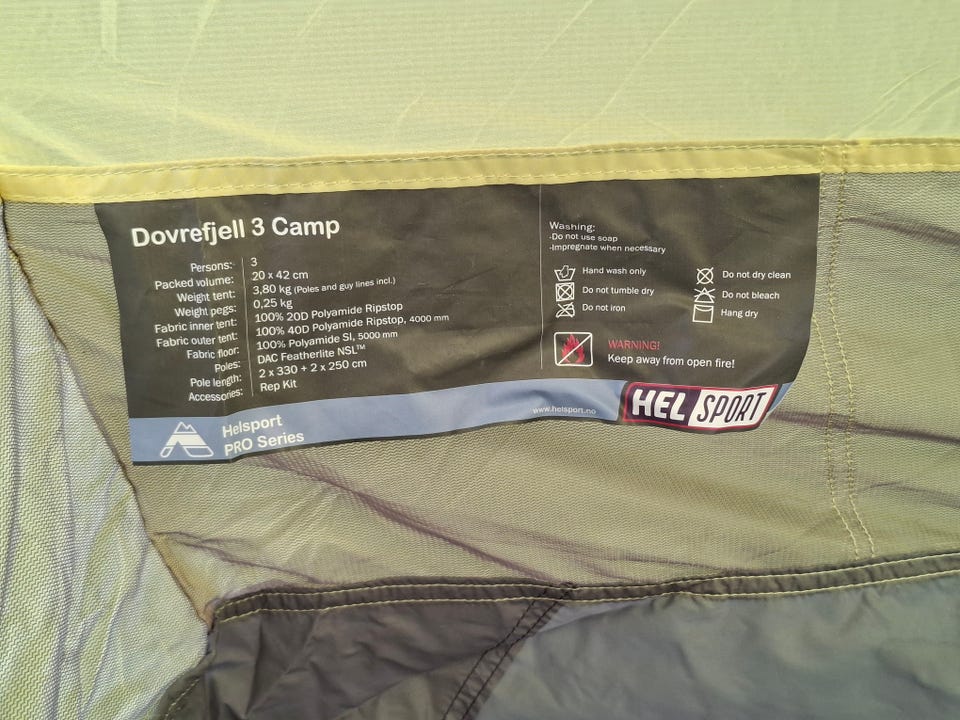 Dovrefjell 3 Camp
Persons: 3
Packed volume: 20 x 42 cm
Weight tent: 3,80 kg (Poles and guy lines incl.)
Weight pegs: 0,25 kg
Fabric inner tent: 100% 20D Polyamide Ripstop
Fabric outer tent: 100% 40D Polyamide Ripstop, 4000 mm
Fabric floor: 100% Polyamide SI, 5000 mm
Poles: DAC Featherlite NSL™
Pole length: 2 x 330 + 2 x 250 cm
Accessories: Rep Kit
Washing:
-Do not use soap
-Impregnate when necessary
Hand wash only
Do not tumble dry
Do not iron
Do not dry clean
Do not bleach
Hang dry
WARNING!
Keep away from open fire!
Helsport
PRO Series
www.helsport.no
HELSPORT